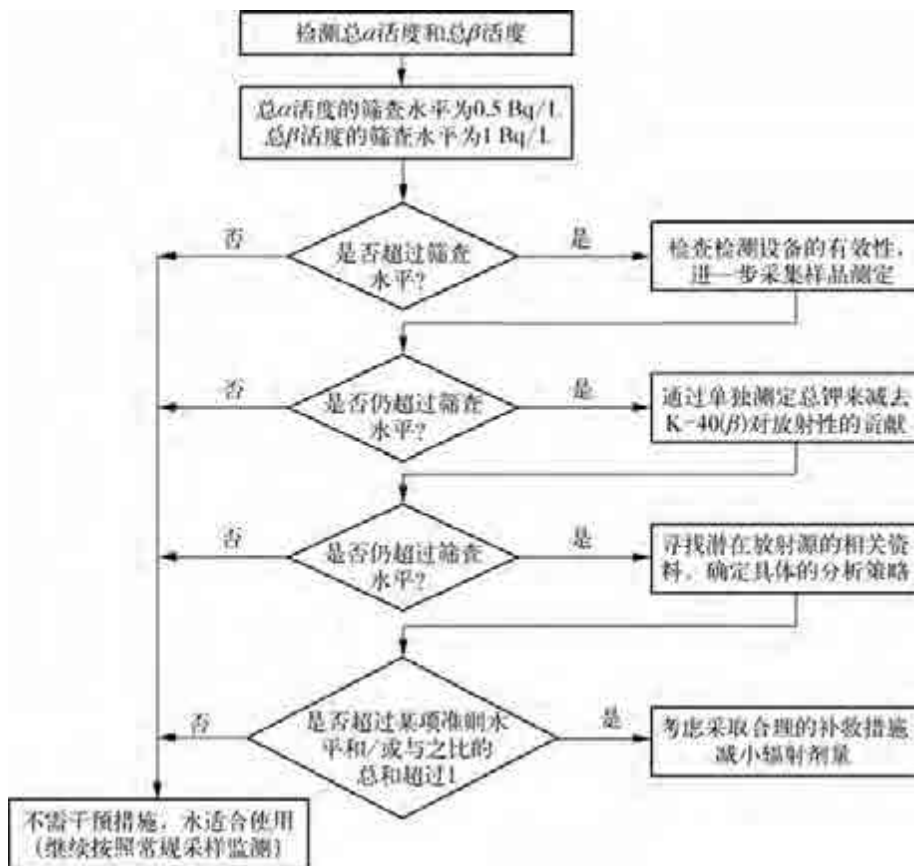 检测总α活度和总β活度
总α活度的筛查水平为0.5 Bq/L
总β活度的筛查水平为1 Bq/L
否
是否超过筛查
水平?
是
检查检测设备的有效性,
进一步采集样品测定
否
是否仍超过筛查
水平?
是
通过单独测定总钾来减去
K-40(β)对放射性的贡献
否
是否仍超过筛查
水平?
是
寻找潜在放射源的相关资
料，确定具体的分析策略
否
是否超过某项准则水
平和/或与之比的
总和超过1
是
考虑采取合理的补救措施
减小辐射剂量
不需干预措施，水适合使用
(继续按照常规采样监测)